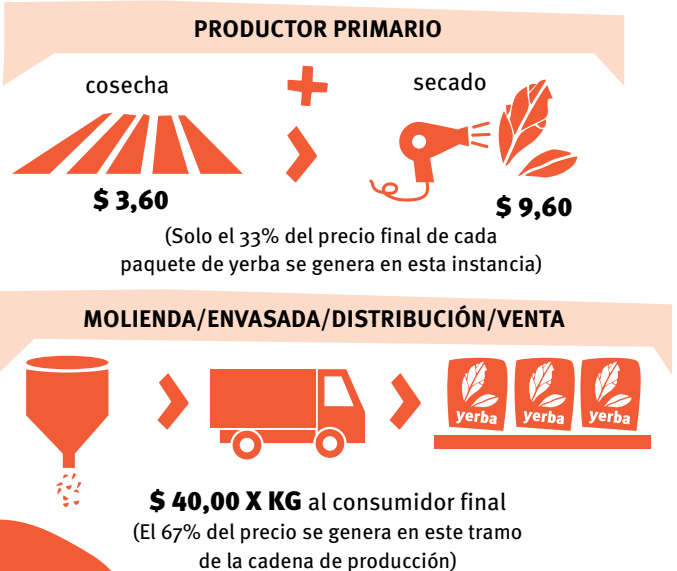 PRODUCTOR PRIMARIO
cosecha
secado
$ 3,60
$ 9,60
(Solo el 33% del precio final de cada
paquete de yerba se genera en esta instancia)
MOLIENDA/ENVASADA/DISTRIBUCIÓN/VENTA
yerba yerba yerba
$ 40,00 X KG al consumidor final
(El 67% del precio se genera en este tramo
de la cadena de producción)